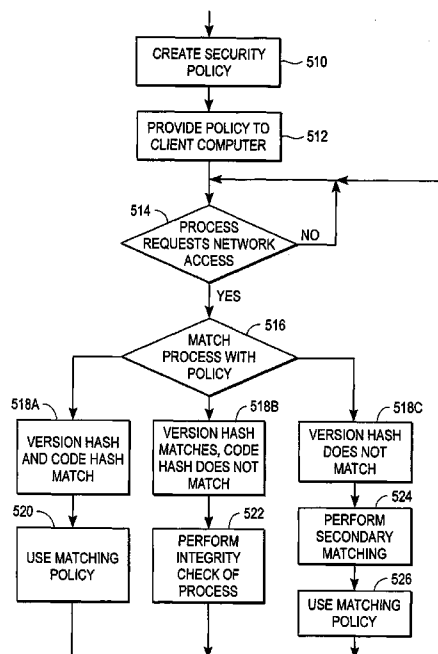 CREATE SECURITY
POLICY
510
PROVIDE POLICY TO
CLIENT COMPUTER
512
514
PROCESS
REQUESTS NETWORK
ACCESS
NO
YES
516
MATCH
PROCESS WITH
POLICY
518A
VERSION HASH
AND CODE HASH
MATCH
518B
VERSION HASH
MATCHES, CODE
HASH DOES NOT
MATCH
518C
VERSION HASH
DOES NOT
MATCH
520
USE MATCHING
POLICY
522
PERFORM
INTEGRITY
CHECK OF
PROCESS
524
PERFORM
SECONDARY
MATCHING
526
USE MATCHING
POLICY